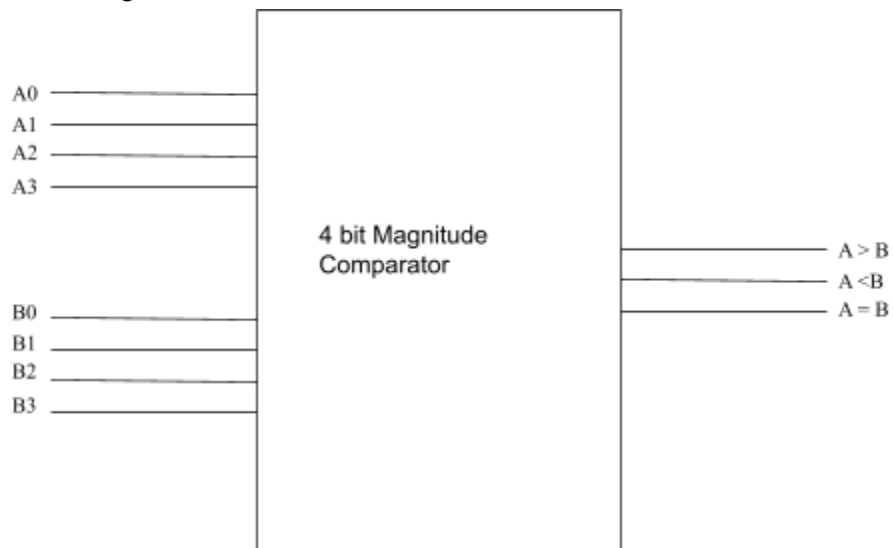 A0
A1
A2
A3
B0
B1
B2
B3
4 bit Magnitude
Comparator
A > B
A <B
A = B